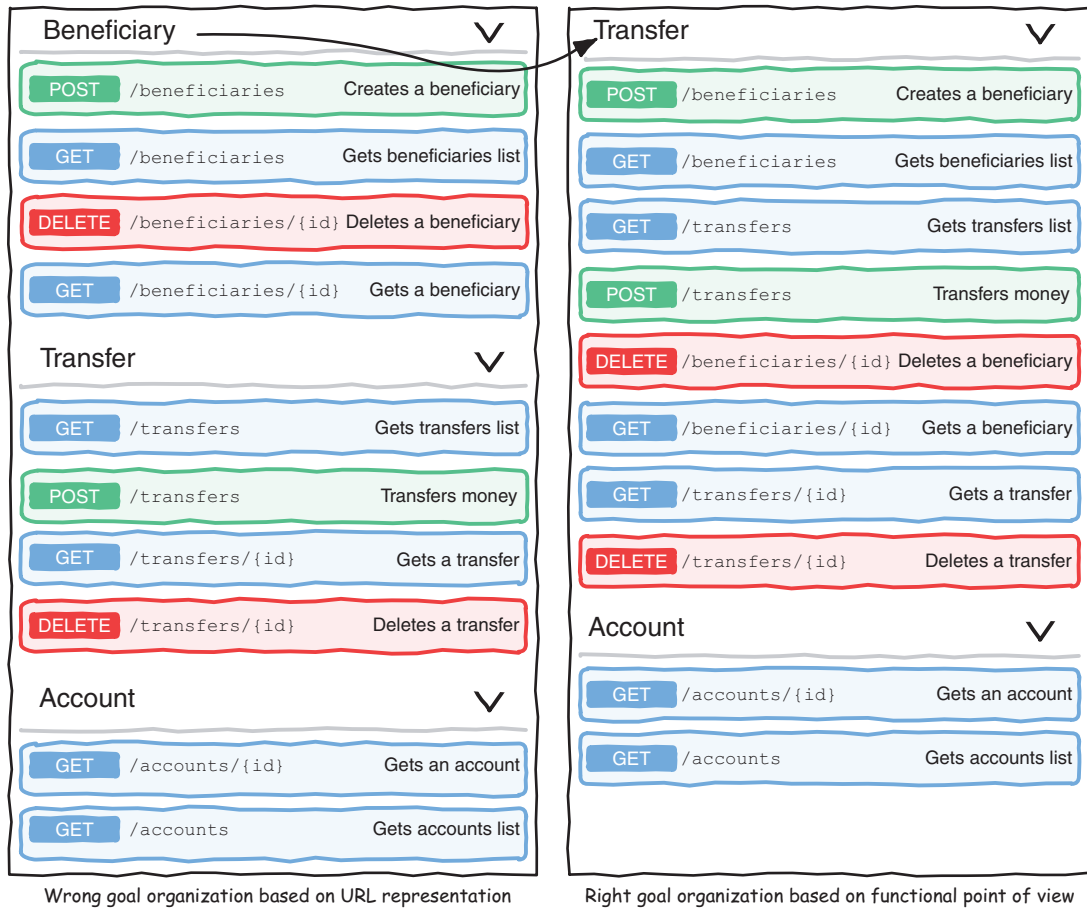 Beneficiary
POST /beneficiaries Creates a beneficiary
GET /beneficiaries Gets beneficiaries list
DELETE /beneficiaries/{id} Deletes a beneficiary
GET /beneficiaries/{id} Gets a beneficiary
Transfer
GET /transfers Gets transfers list
POST /transfers Transfers money
GET /transfers/{id} Gets a transfer
DELETE /transfers/{id} Deletes a transfer
Account
GET /accounts/{id} Gets an account
GET /accounts Gets accounts list
Wrong goal organization based on URL representation
Transfer
POST /beneficiaries Creates a beneficiary
GET /beneficiaries Gets beneficiaries list
GET /transfers Gets transfers list
POST /transfers Transfers money
DELETE /beneficiaries/{id} Deletes a beneficiary
GET /beneficiaries/{id} Gets a beneficiary
GET /transfers/{id} Gets a transfer
DELETE /transfers/{id} Deletes a transfer
Account
GET /accounts/{id} Gets an account
GET /accounts Gets accounts list
Right goal organization based on functional point of view